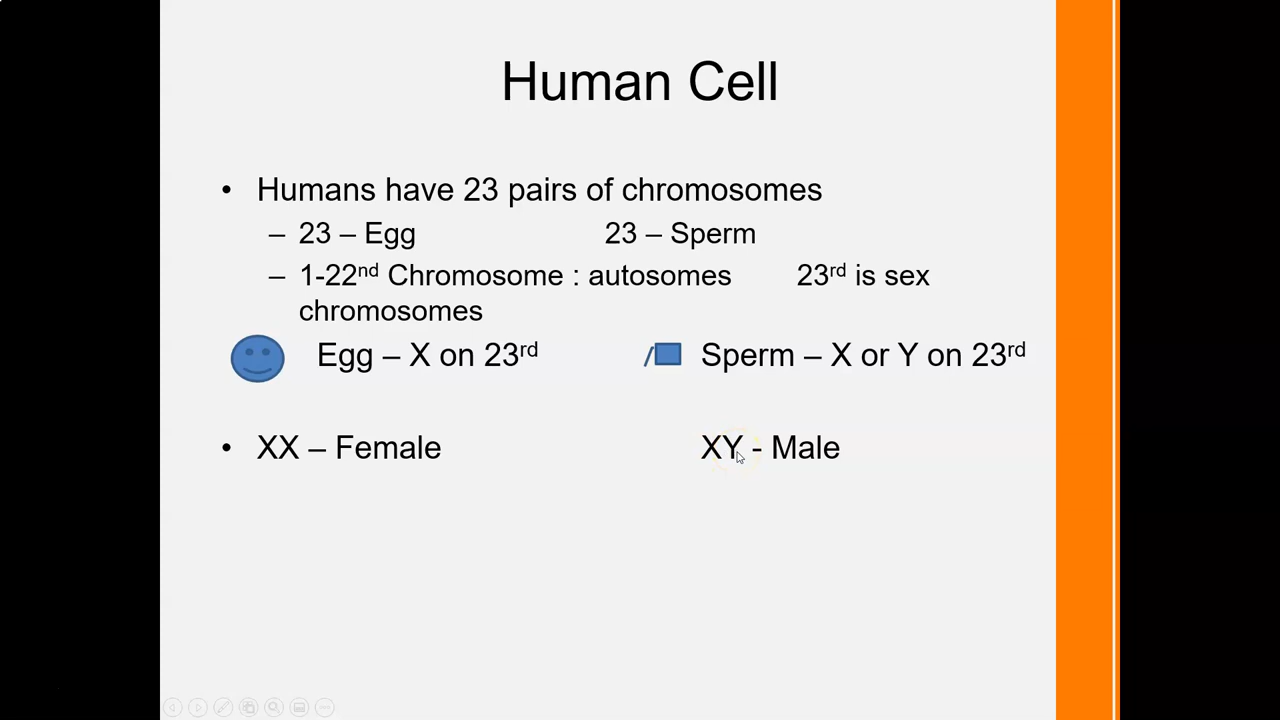 Human Cell
• Humans have 23 pairs of chromosomes
– 23 – Egg 23 – Sperm
– 1-22nd Chromosome : autosomes 23rd is sex
chromosomes
Egg – X on 23rd Sperm – X or Y on 23rd
• XX – Female XY - Male